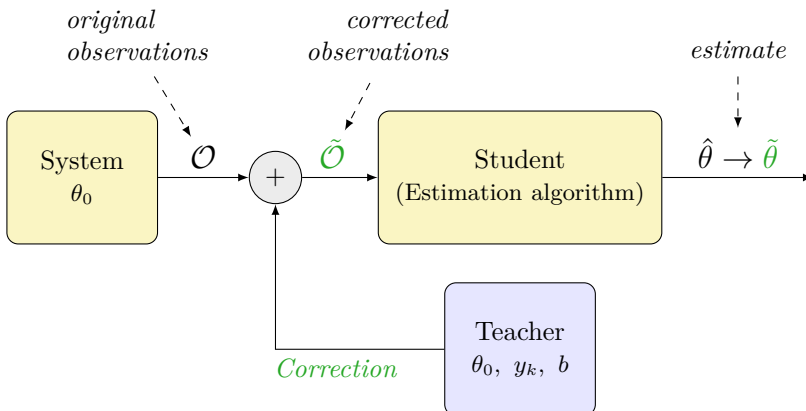 original
observations
corrected
observations
estimate
System
θ₀
𝒪
+
𝒪̃
Student
(Estimation algorithm)
θ̂ → θ̃
Teacher
θ₀, yₖ, b
Correction